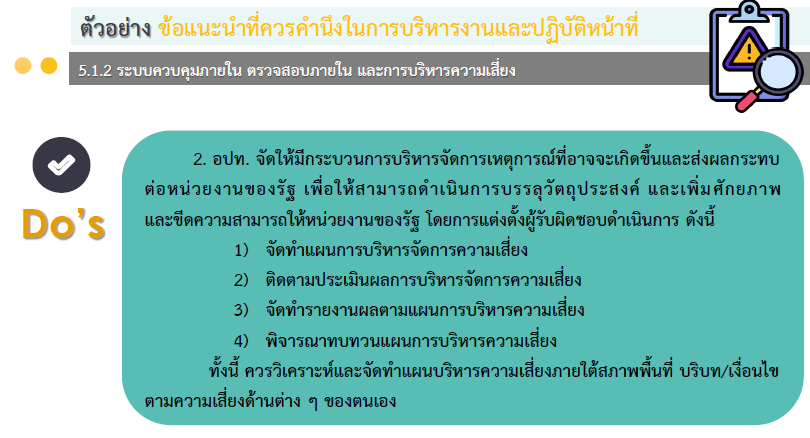 ตัวอย่าง ข้อแนะนำที่ควรคำนึงในการบริหารงานและปฏิบัติหน้าที่
5.1.2 ระบบควบคุมภายใน ตรวจสอบภายใน และการบริหารความเสี่ยง
Do's
2. อปท. จัดให้มีกระบวนการบริหารจัดการเหตุการณ์ที่อาจจะเกิดขึ้นและส่งผลกระทบ
ต่อหน่วยงานของรัฐ เพื่อให้สามารถดำเนินการบรรลุวัตถุประสงค์ และเพิ่มศักยภาพ
และขีดความสามารถให้หน่วยงานของรัฐ โดยการแต่งตั้งผู้รับผิดชอบดำเนินการ ดังนี้
1) จัดทำแผนการบริหารจัดการความเสี่ยง
2) ติดตามประเมินผลการบริหารจัดการความเสี่ยง
3) จัดทำรายงานผลตามแผนการบริหารความเสี่ยง
4) พิจารณาทบทวนแผนการบริหารความเสี่ยง
ทั้งนี้ ควรวิเคราะห์และจัดทำแผนบริหารความเสี่ยงภายใต้สภาพพื้นที่ บริบท/เงื่อนไข
ตามความเสี่ยงด้านต่าง ๆ ของตนเอง